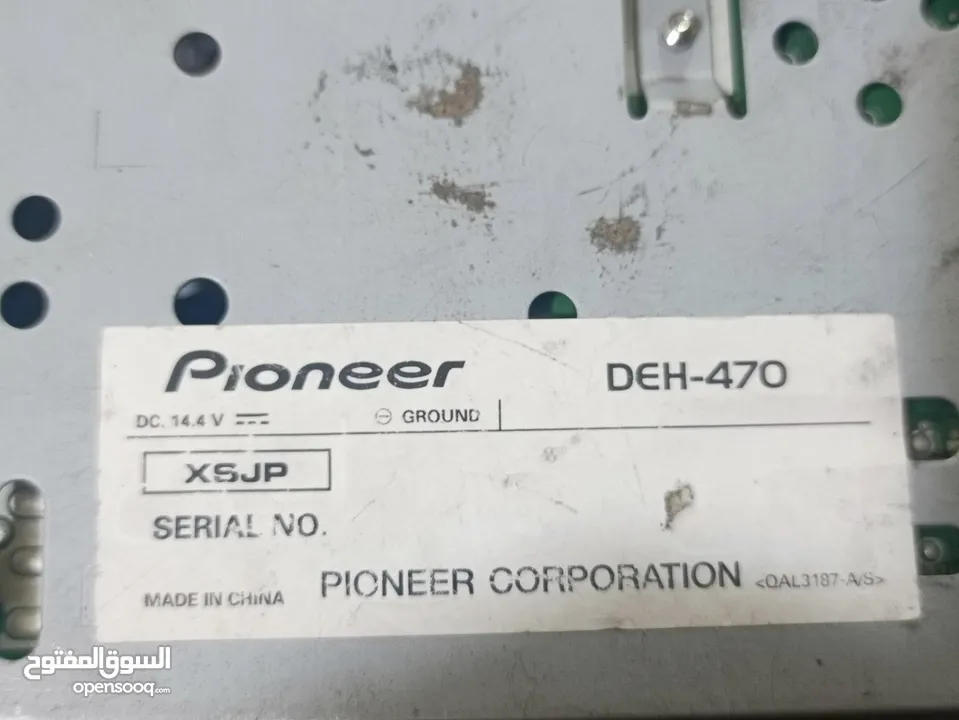 Pioneer DEH-470
DC. 14.4 V ⎓ ⊖ GROUND
XSJP
SERIAL NO.
MADE IN CHINA PIONEER CORPORATION <QAL3187-A/S>
السوق المفتوح
opensooq.com